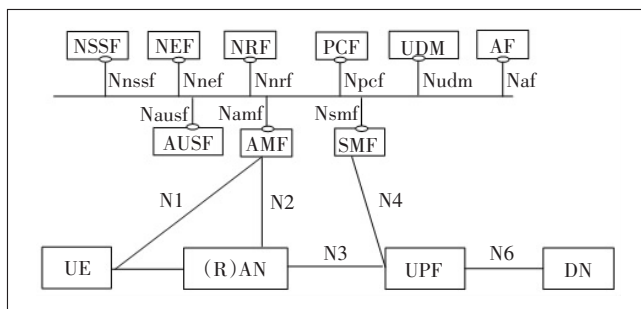 NSSF NEF NRF PCF UDM AF
Nnssf Nnef Nnrf Npcf Nudm Naf
Nausf Namf Nsmf
AUSF AMF SMF
N1 N2 N4
UE (R)AN N3 UPF N6 DN